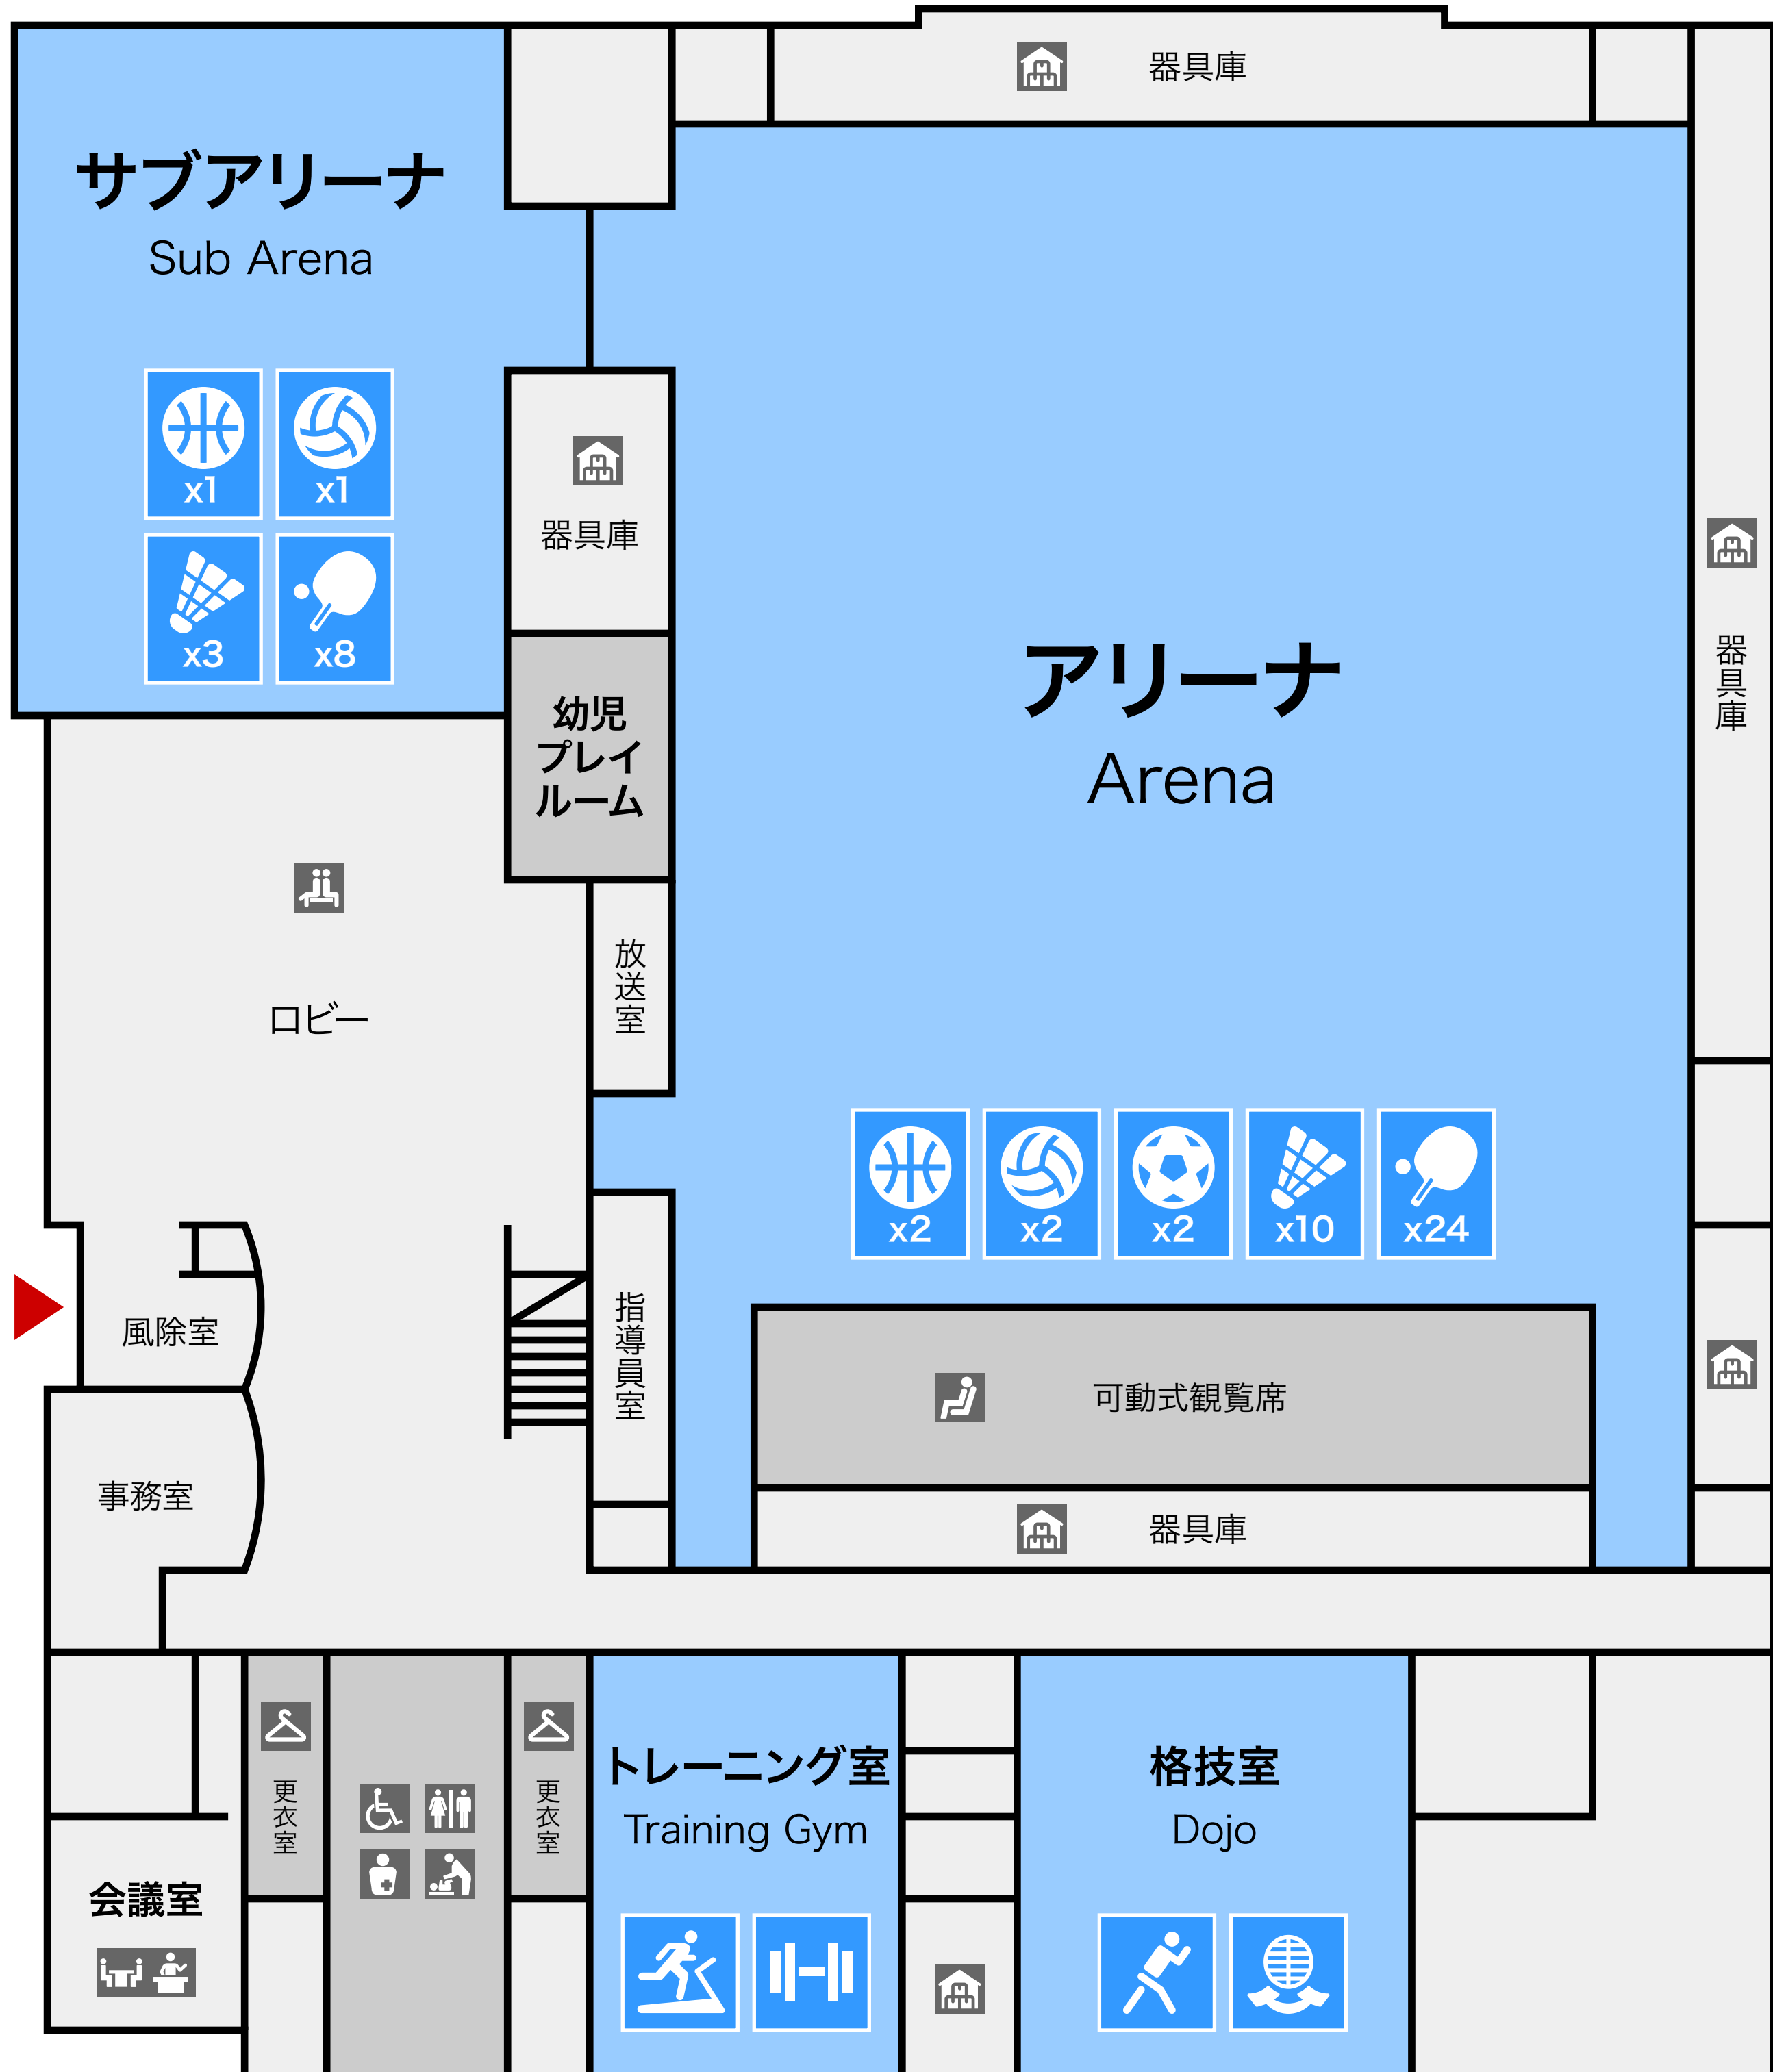 器具庫
サブアリーナ
Sub Arena
x1
x1
x3
x8
器具庫
幼児
プレイ
ルーム
アリーナ
Arena
器具庫
ロビー
放送室
x2
x2
x2
x10
x24
風除室
指導員室
可動式観覧席
事務室
器具庫
更衣室
更衣室
トレーニング室
Training Gym
格技室
Dojo
会議室